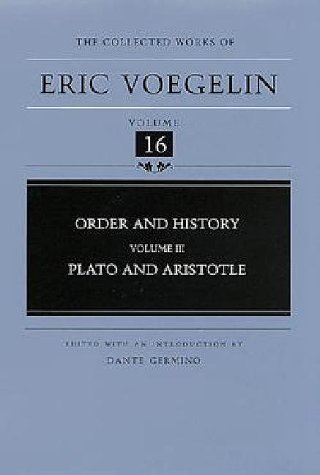 THE COLLECTED WORKS OF
ERIC VOEGELIN
VOLUME
16
ORDER AND HISTORY
VOLUME III
PLATO AND ARISTOTLE
EDITED WITH AN INTRODUCTION BY
DANTE GERMINO